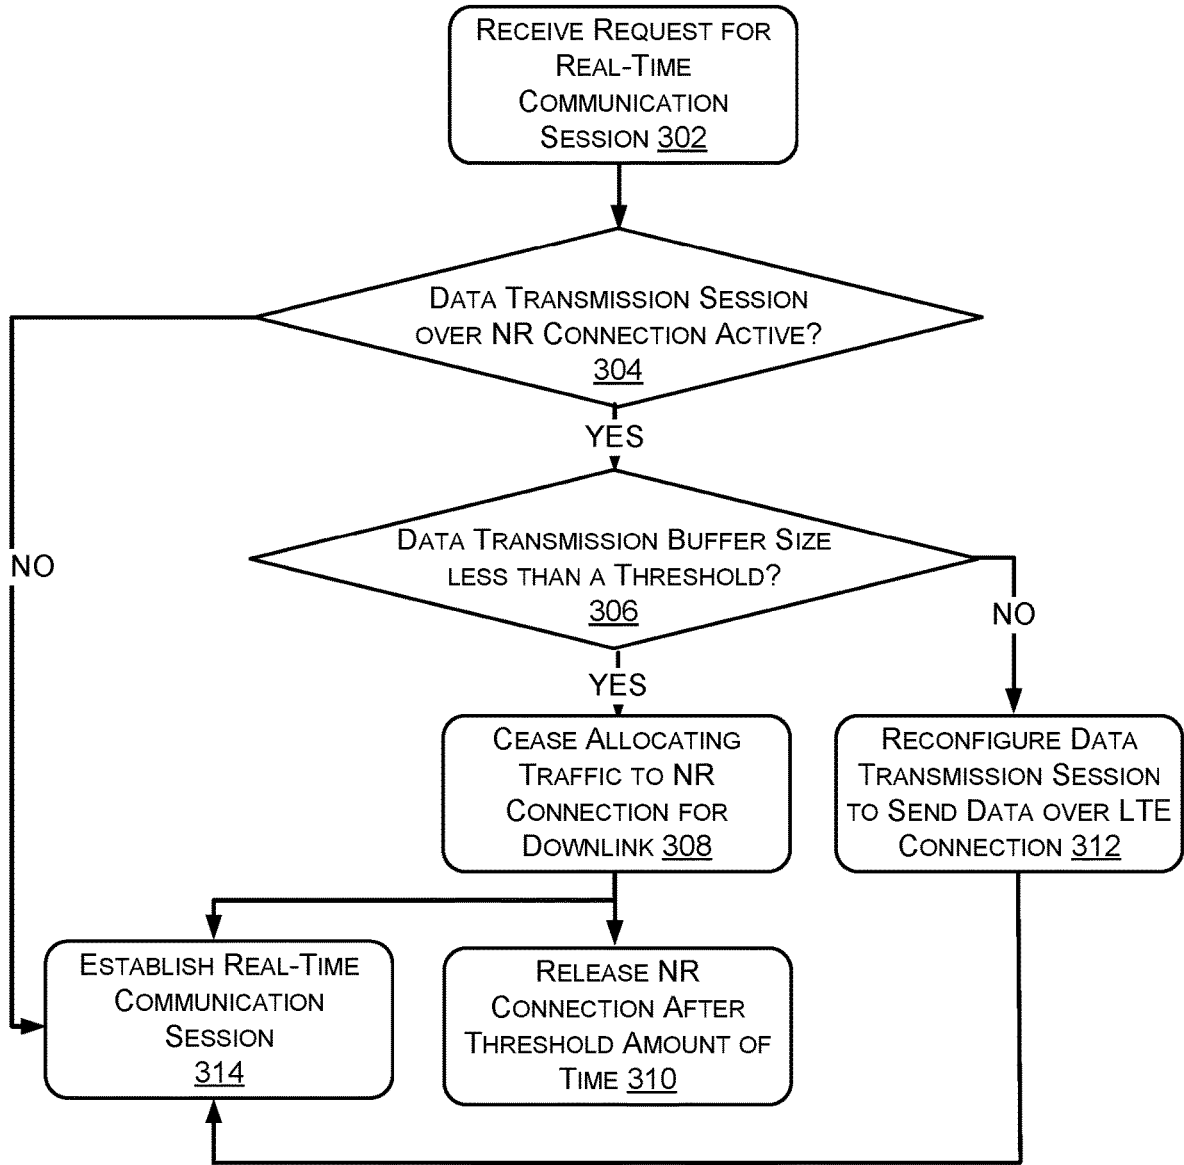 RECEIVE REQUEST FOR
REAL-TIME
COMMUNICATION
SESSION 302
DATA TRANSMISSION SESSION
OVER NR CONNECTION ACTIVE?
304
YES
NO
DATA TRANSMISSION BUFFER SIZE
LESS THAN A THRESHOLD?
306
NO
YES
CEASE ALLOCATING
TRAFFIC TO NR
CONNECTION FOR
DOWNLINK 308
RECONFIGURE DATA
TRANSMISSION SESSION
TO SEND DATA OVER LTE
CONNECTION 312
ESTABLISH REAL-TIME
COMMUNICATION
SESSION
314
RELEASE NR
CONNECTION AFTER
THRESHOLD AMOUNT OF
TIME 310